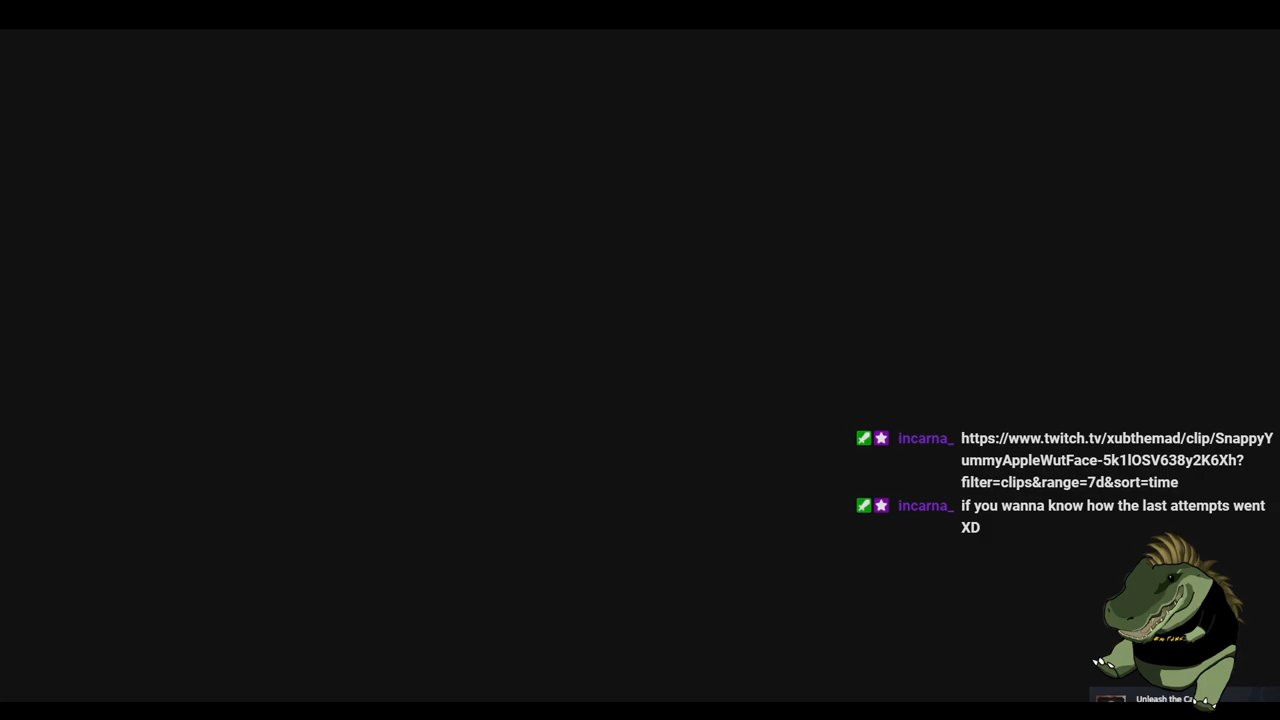 incarna_ https://www.twitch.tv/xubthemad/clip/SnappyY
ummyAppleWutFace-5k1lOSV638y2K6Xh?
filter=clips&range=7d&sort=time
incarna_ if you wanna know how the last attempts went
XD
Unleash the